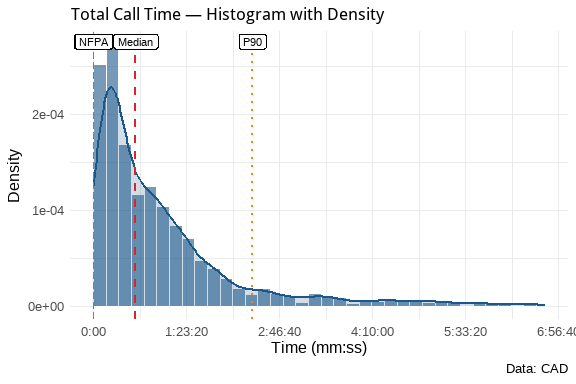 Total Call Time — Histogram with Density
NFPA Median P90
2e-04
1e-04
0e+00
Density
0:00 1:23:20 2:46:40 4:10:00 5:33:20 6:56:40
Time (mm:ss)
Data: CAD